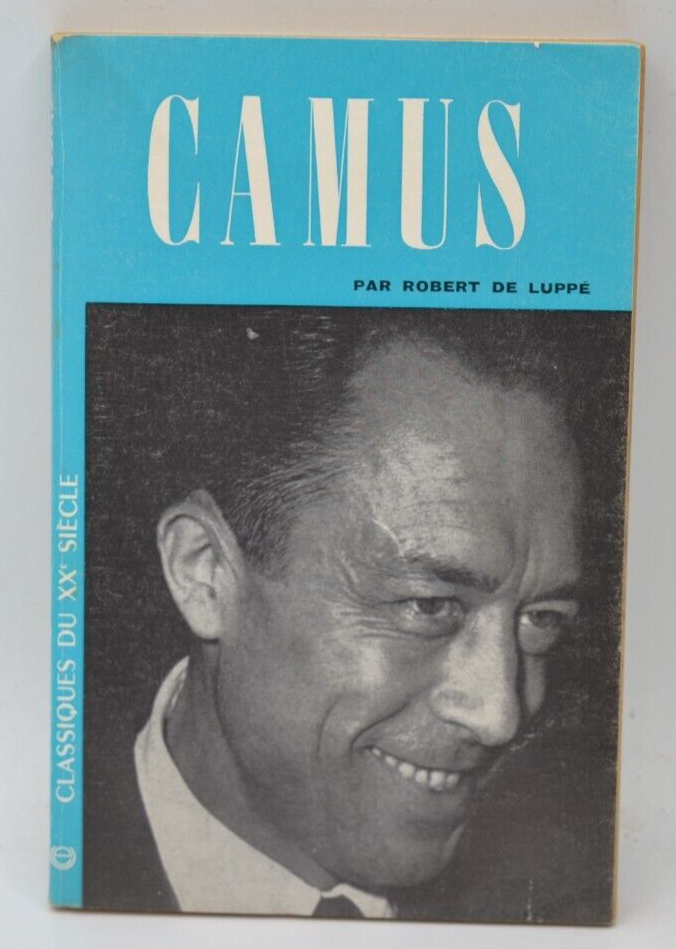 CAMUS
PAR ROBERT DE LUPPÉ
CLASSIQUES DU XXe SIÈCLE